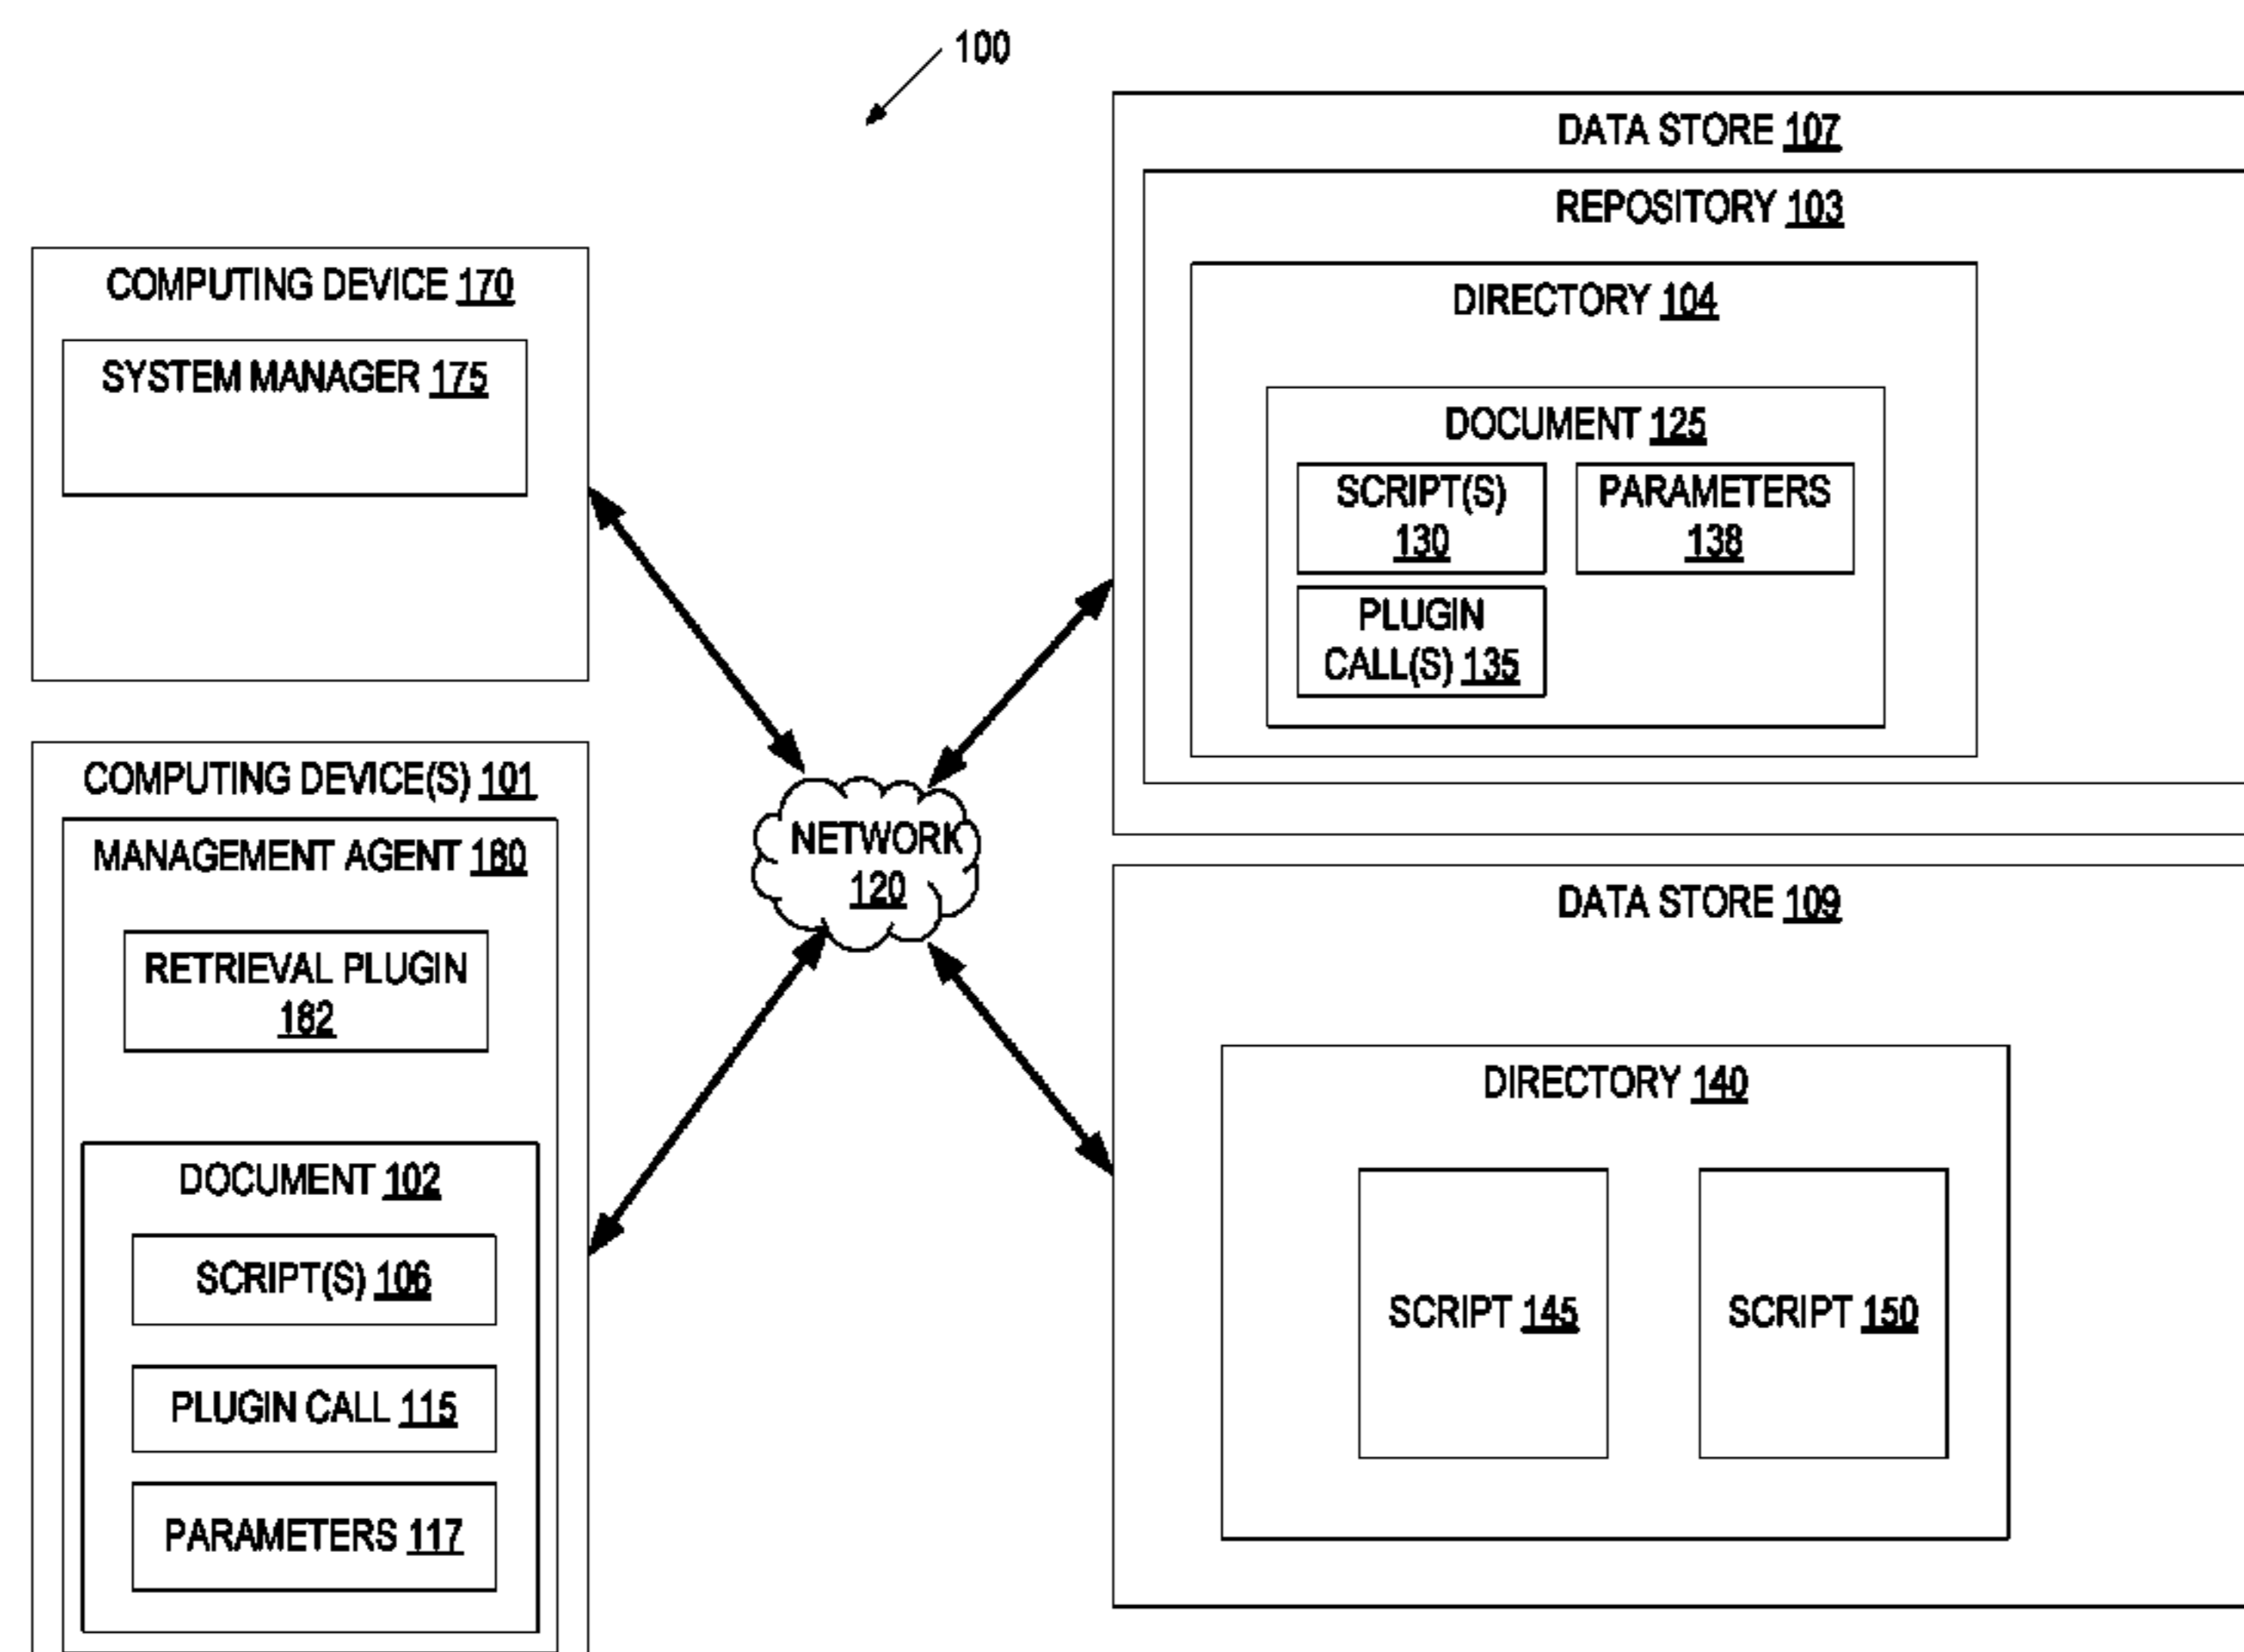 100
DATA STORE 107
REPOSITORY 103
DIRECTORY 104
DOCUMENT 125
SCRIPT(S)
130
PARAMETERS
138
PLUGIN
CALL(S) 135
COMPUTING DEVICE 170
SYSTEM MANAGER 175
COMPUTING DEVICE(S) 101
MANAGEMENT AGENT 180
RETRIEVAL PLUGIN
182
DOCUMENT 102
SCRIPT(S) 106
PLUGIN CALL 115
PARAMETERS 117
NETWORK
120
DATA STORE 109
DIRECTORY 140
SCRIPT 145
SCRIPT 150